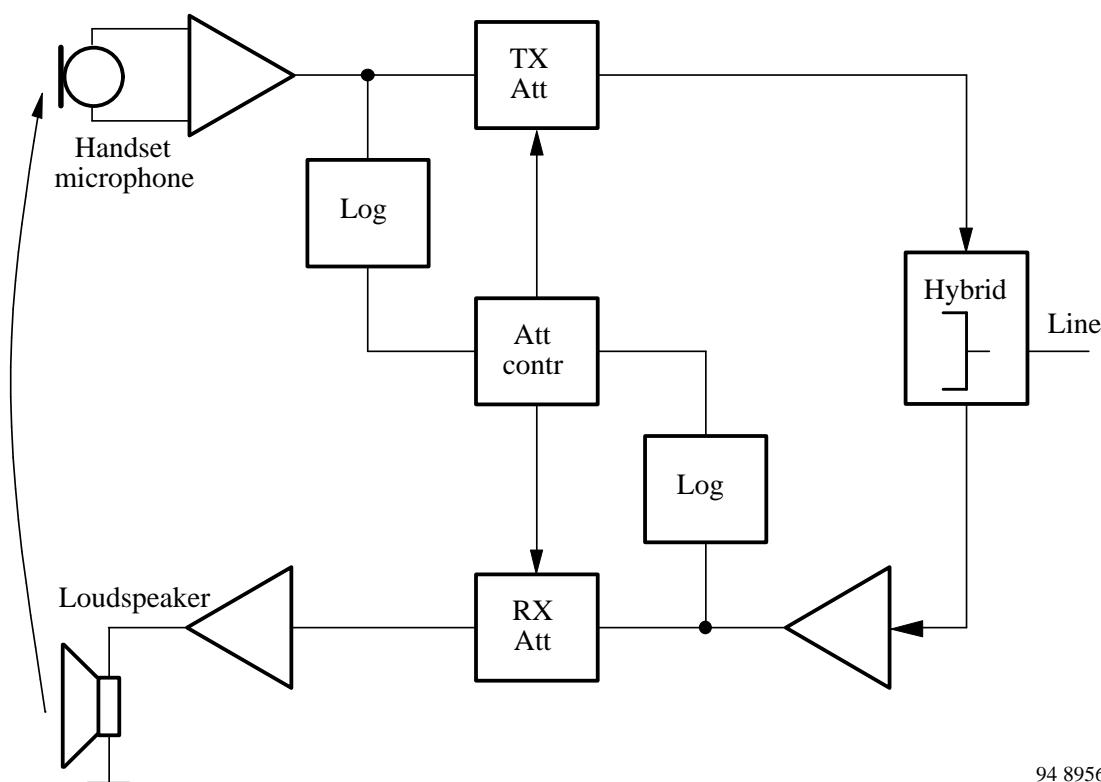 TX
Att
Handset
microphone
Log
Hybrid
Line
Att
contr
Log
Loudspeaker
RX
Att
94 8956